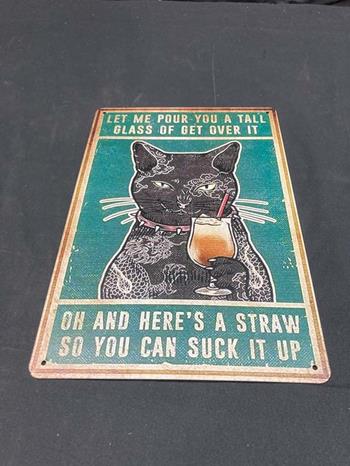 LET ME POUR YOU A TALL
GLASS OF GET OVER IT
OH AND HERE'S A STRAW
SO YOU CAN SUCK IT UP